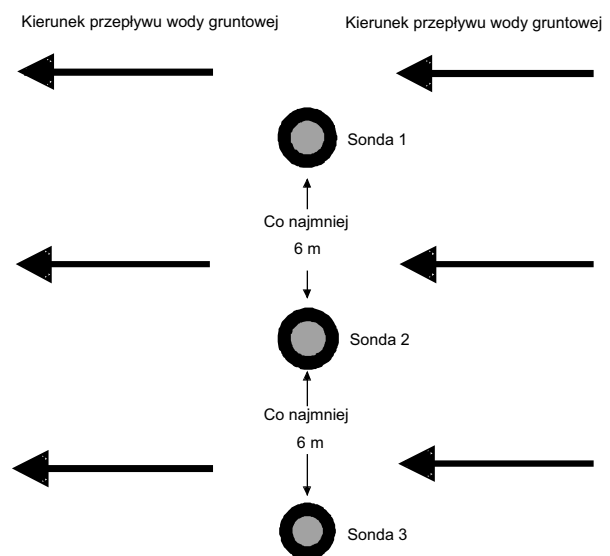 Kierunek przepływu wody gruntowej
Kierunek przepływu wody gruntowej
Sonda 1
Co najmniej
6 m
Sonda 2
Co najmniej
6 m
Sonda 3